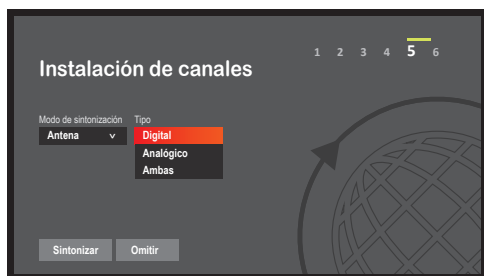 1 2 3 4 5 6
Instalación de canales
Modo de sintonización Tipo
Antena v Digital
Analógico
Ambas
Sintonizar Omitir